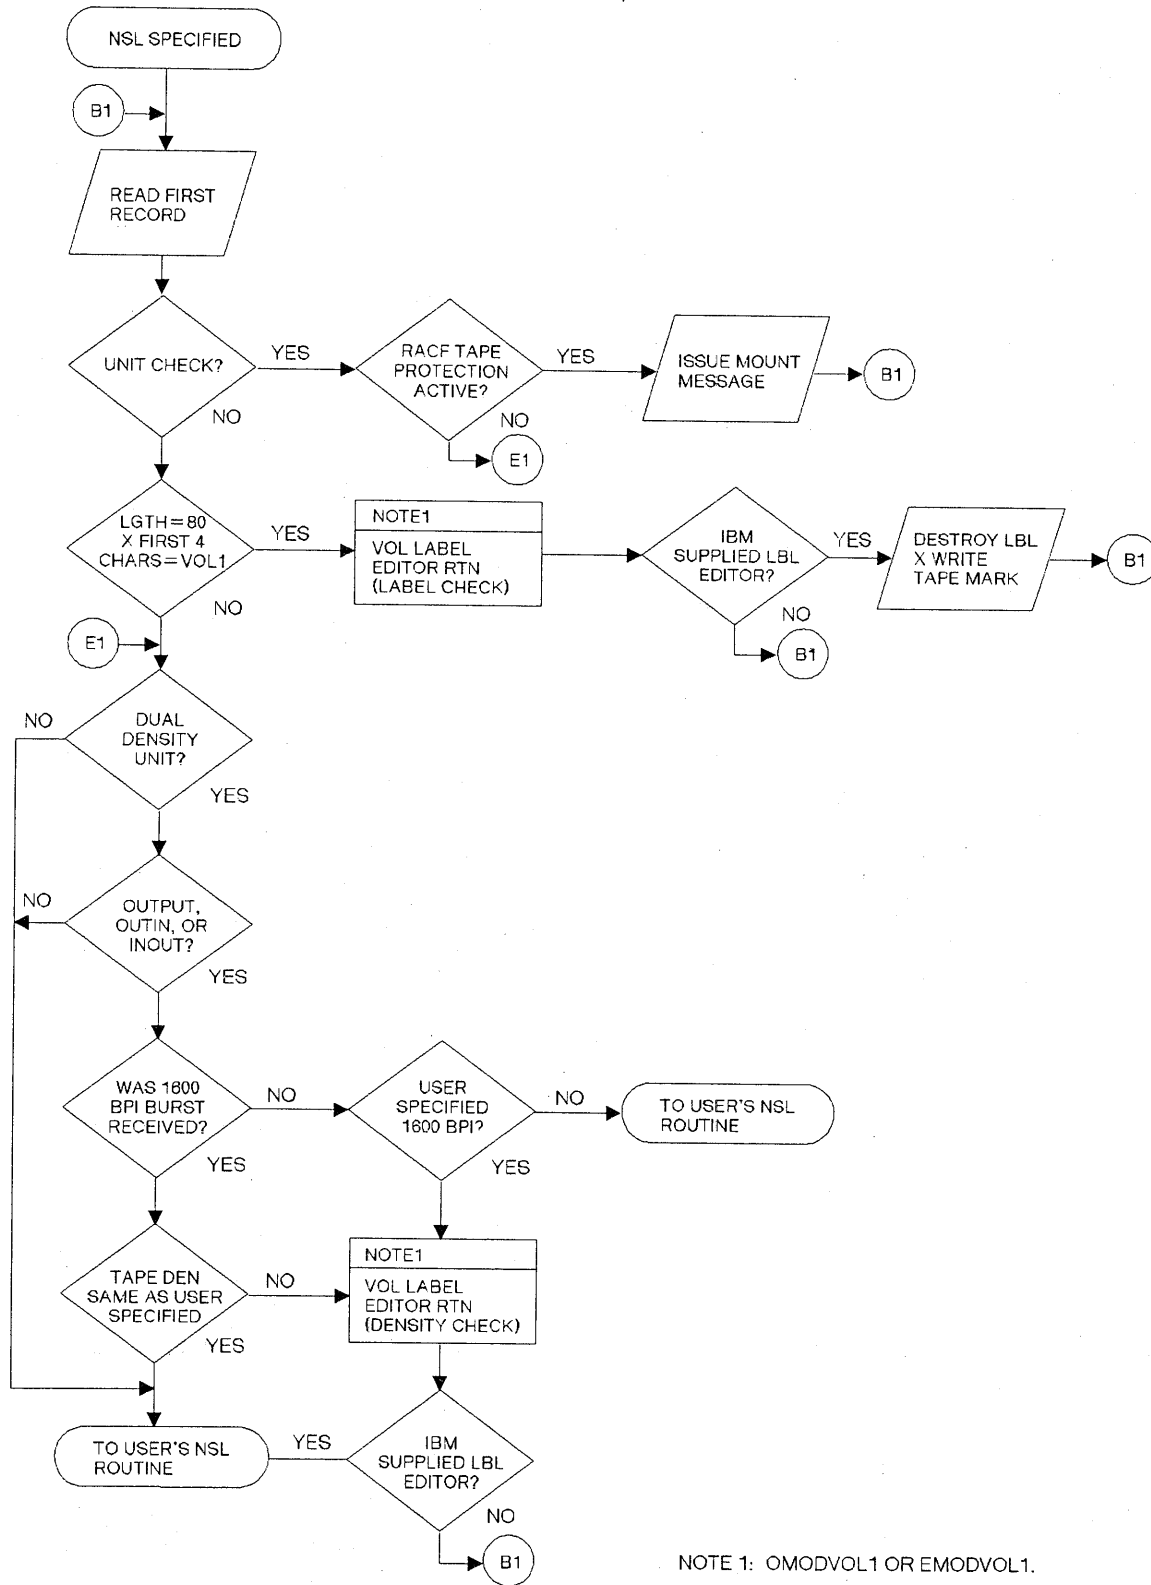 NSL SPECIFIED
B1
READ FIRST
RECORD
UNIT CHECK?
YES
NO
RACF TAPE
PROTECTION
ACTIVE?
YES
NO
ISSUE MOUNT
MESSAGE
B1
E1
LGTH=80
X FIRST 4
CHARS=VOL1
YES
NO
NOTE1
VOL LABEL
EDITOR RTN
(LABEL CHECK)
IBM
SUPPLIED LBL
EDITOR?
YES
NO
DESTROY LBL
X WRITE
TAPE MARK
B1
B1
E1
NO
DUAL
DENSITY
UNIT?
YES
NO
OUTPUT,
OUTIN, OR
INOUT?
YES
WAS 1600
BPI BURST
RECEIVED?
NO
YES
USER
SPECIFIED
1600 BPI?
NO
YES
TO USER'S NSL
ROUTINE
TAPE DEN
SAME AS USER
SPECIFIED
NO
YES
NOTE1
VOL LABEL
EDITOR RTN
(DENSITY CHECK)
TO USER'S NSL
ROUTINE
YES
IBM
SUPPLIED LBL
EDITOR?
NO
B1
NOTE 1: OMODVOL1 OR EMODVOL1.